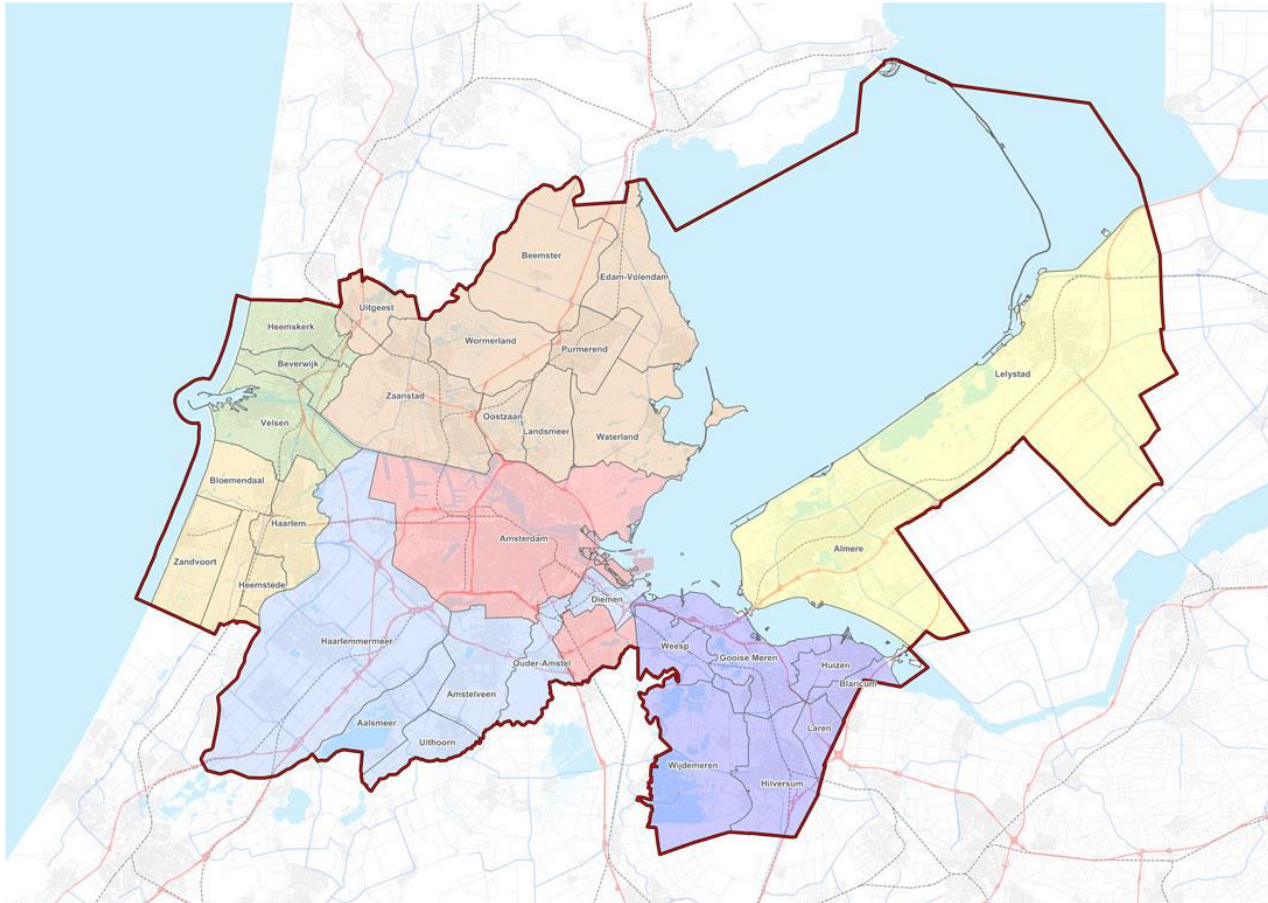 Beemster
Edam-Volendam
Uitgeest
Heemskerk
Wormerland
Purmerend
Beverwijk
Lelystad
Zaanstad
Oostzaan
Velsen
Landsmeer
Waterland
Bloemendaal
Haarlem
Amsterdam
Almere
Zandvoort
Heemstede
Diemen
Haarlemmermeer
Weesp
Gooise Meren
Ouder-Amstel
Huizen
Blaricum
Amstelveen
Aalsmeer
Laren
Uithoorn
Wijdemeren
Hilversum